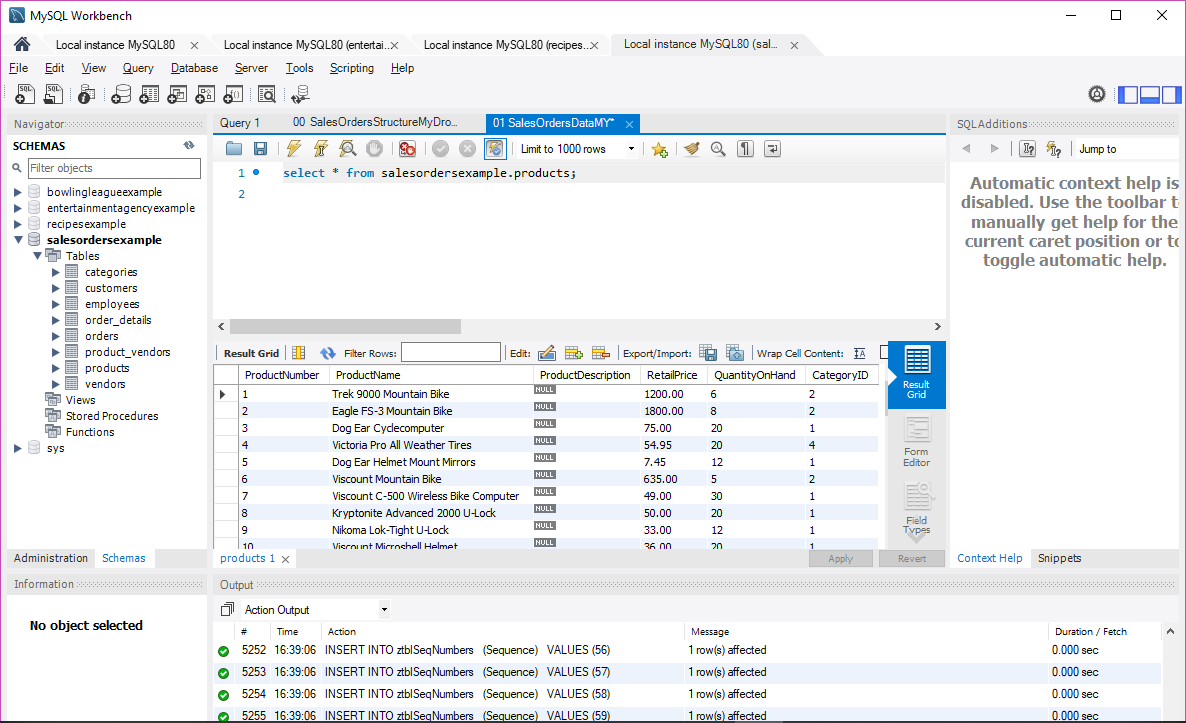 MySQL Workbench
Local instance MySQL80
Local instance MySQL80 (entertai...
Local instance MySQL80 (recipes...
Local instance MySQL80 (sal...
File Edit View Query Database Server Tools Scripting Help
Navigator
SCHEMAS
Filter objects
bowlingleagueexample
entertainmentagencyexample
recipesexample
salesordersexample
Tables
categories
customers
employees
order_details
orders
product_vendors
products
vendors
Views
Stored Procedures
Functions
sys
Administration Schemas
Information
No object selected
Query 1
00 SalesOrdersStructureMyDro...
01 SalesOrdersDataMY*
Limit to 1000 rows
1 select * from salesordersexample.products;
2
Result Grid Filter Rows: Edit: Export/Import: Wrap Cell Content:
ProductNumber ProductName ProductDescription RetailPrice QuantityOnHand CategoryID
1 Trek 9000 Mountain Bike NULL 1200.00 6 2
2 Eagle FS-3 Mountain Bike NULL 1800.00 8 2
3 Dog Ear Cyclecomputer NULL 75.00 20 1
4 Victoria Pro All Weather Tires NULL 54.95 20 4
5 Dog Ear Helmet Mount Mirrors NULL 7.45 12 1
6 Viscount Mountain Bike NULL 635.00 5 2
7 Viscount C-500 Wireless Bike Computer NULL 49.00 30 1
8 Kryptonite Advanced 2000 U-Lock NULL 50.00 20 1
9 Nikoma Lok-Tight U-Lock NULL 33.00 12 1
10 Viscount Microshell Helmet NULL 36.00 20 1
Result
Grid
Form
Editor
Field
Types
products 1
Apply Revert
SQLAdditions
Jump to
Automatic context help is
disabled. Use the toolbar t
manually get help for the
current caret position or to
toggle automatic help.
Context Help Snippets
Output
Action Output
# Time Action Message Duration / Fetch
5252 16:39:06 INSERT INTO ztblSeqNumbers (Sequence) VALUES (56) 1 row(s) affected 0.000 sec
5253 16:39:06 INSERT INTO ztblSeqNumbers (Sequence) VALUES (57) 1 row(s) affected 0.000 sec
5254 16:39:06 INSERT INTO ztblSeqNumbers (Sequence) VALUES (58) 1 row(s) affected 0.000 sec
5255 16:39:06 INSERT INTO ztblSeqNumbers (Sequence) VALUES (59) 1 row(s) affected 0.000 sec